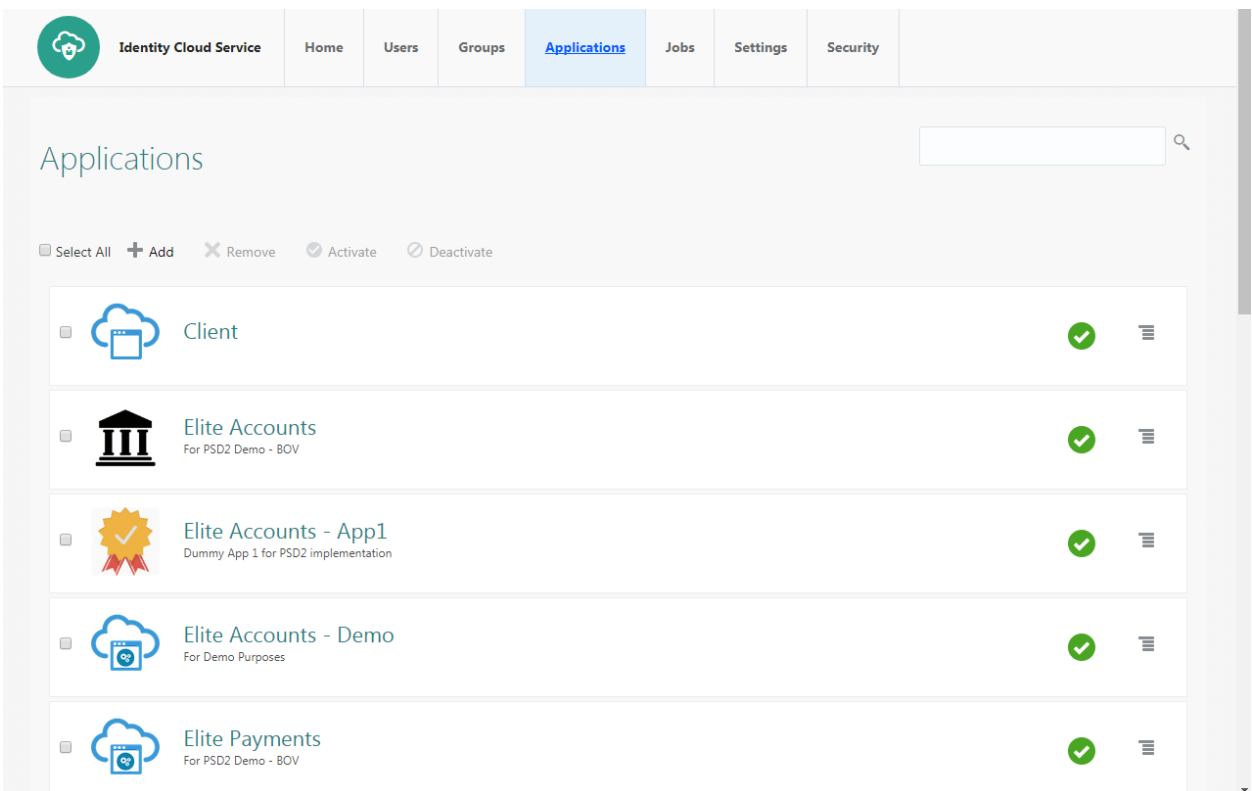 Identity Cloud Service Home Users Groups Applications Jobs Settings Security
Applications
Select All Add Remove Activate Deactivate
Client
Elite Accounts
For PSD2 Demo - BOV
Elite Accounts - App1
Dummy App 1 for PSD2 implementation
Elite Accounts - Demo
For Demo Purposes
Elite Payments
For PSD2 Demo - BOV